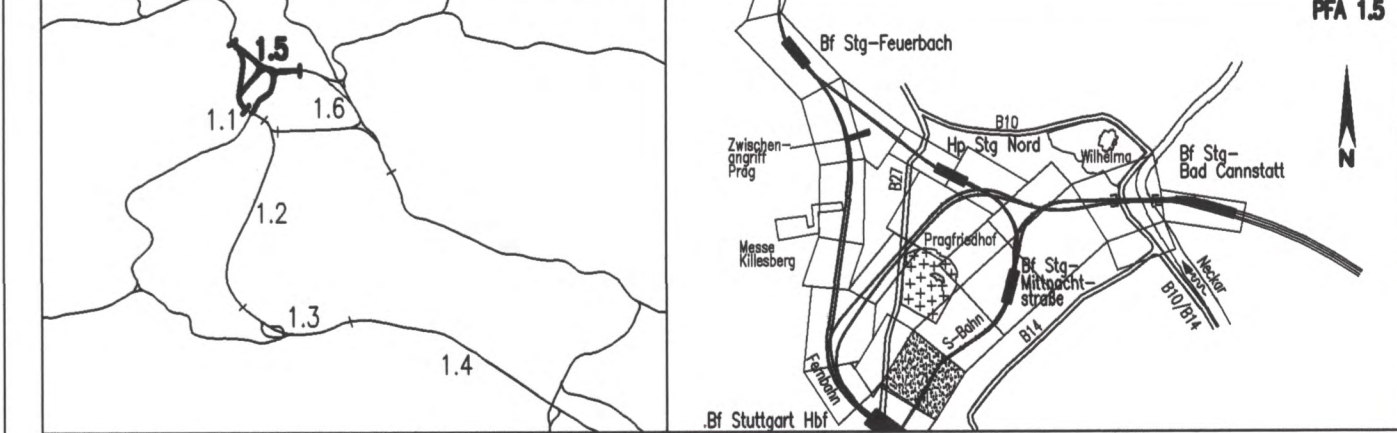 1.5
1.6
1.1
1.2
1.3
1.4
PFA 1.5
Bf Stg-Feuerbach
B10
Zwischen-
angriff
Prag
Hp Stg Nord
Wilhelma
Bf Stg-
Bad Cannstatt
B27
Messe
Killesberg
Pragfriedhof
Bf Stg-
Mittnacht-
straße
Neckar
B10/B14
S-Bahn
B14
Fernbahn
.Bf Stuttgart Hbf
N